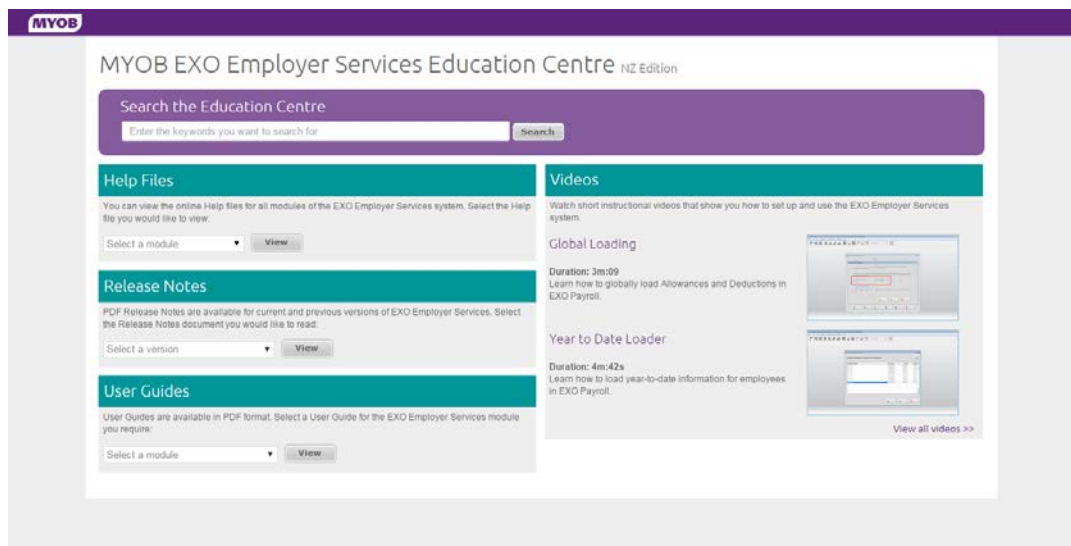 MYOB
MYOB EXO Employer Services Education Centre NZ Edition
Search the Education Centre
Enter the keywords you want to search for
Search
Help Files
You can view the online Help files for all modules of the EXO Employer Services system. Select the Help
file you would like to view:
Select a module
View
Release Notes
PDF Release Notes are available for current and previous versions of EXO Employer Services. Select
the Release Notes document you would like to read:
Select a version
View
User Guides
User Guides are available in PDF format. Select a User Guide for the EXO Employer Services module
you require:
Select a module
View
Videos
Watch short instructional videos that show you how to set up and use the EXO Employer Services
system.
Global Loading
Duration: 3m:09
Learn how to globally load Allowances and Deductions in
EXO Payroll.
Year to Date Loader
Duration: 4m:42s
Learn how to load year-to-date information for employees
in EXO Payroll.
View all videos >>